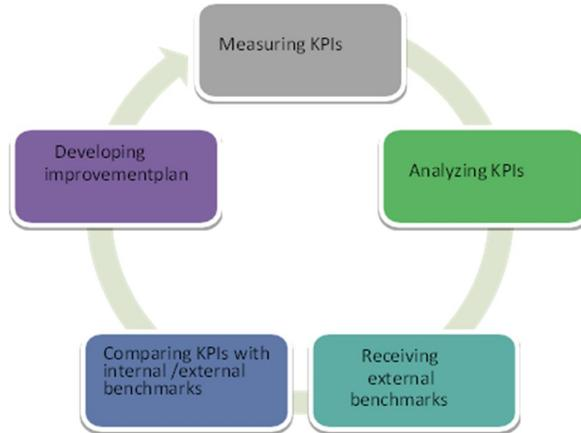 Measuring KPIs
Analyzing KPIs
Receiving
external
benchmarks
Comparing KPIs with
internal /external
benchmarks
Developing
improvementplan